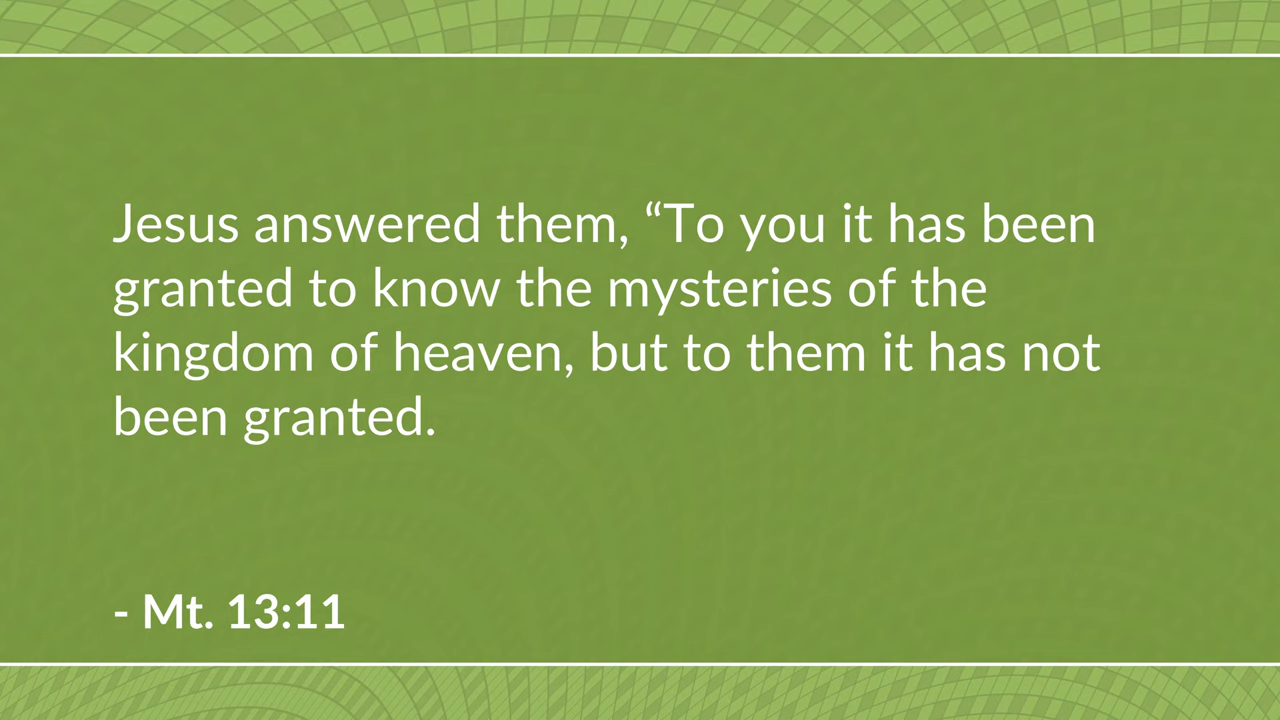 Jesus answered them, “To you it has been
granted to know the mysteries of the
kingdom of heaven, but to them it has not
been granted.
- Mt. 13:11